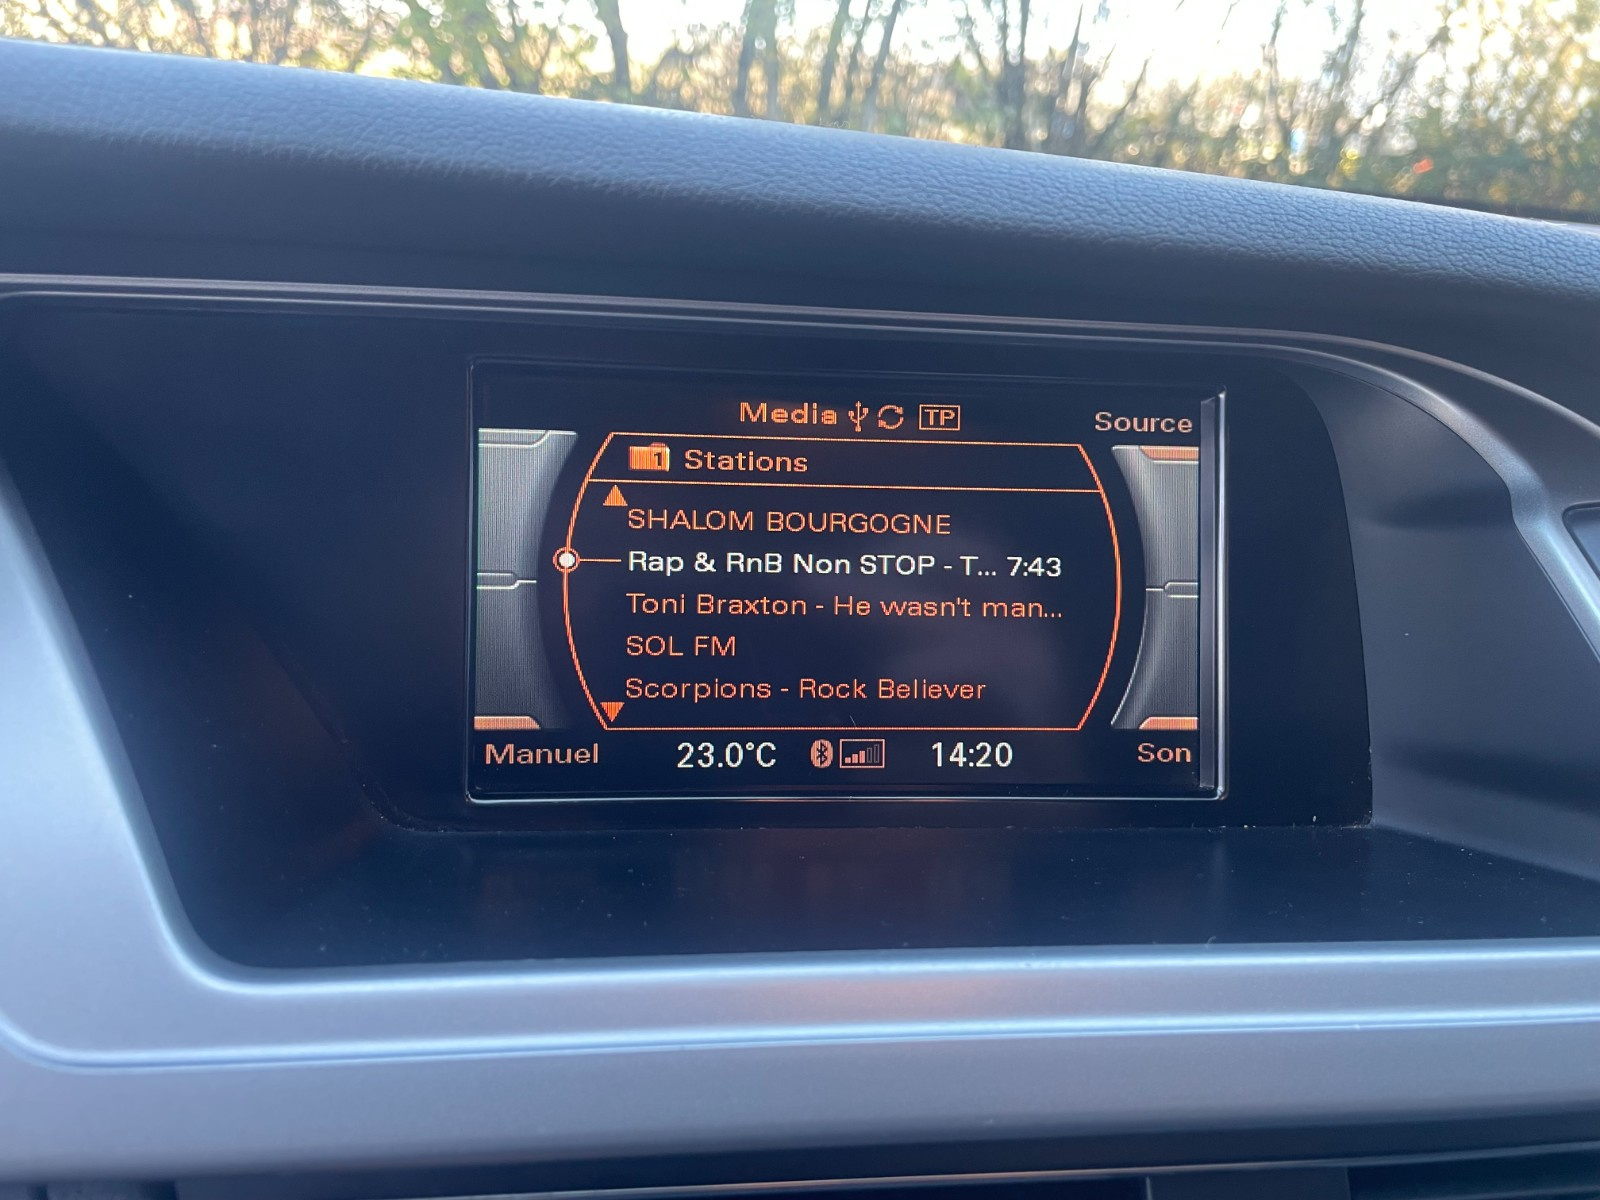 Media TP
Source
1 Stations
SHALOM BOURGOGNE
Rap & RnB Non STOP - T... 7:43
Toni Braxton - He wasn't man...
SOL FM
Scorpions - Rock Believer
Manuel 23.0°C 14:20 Son